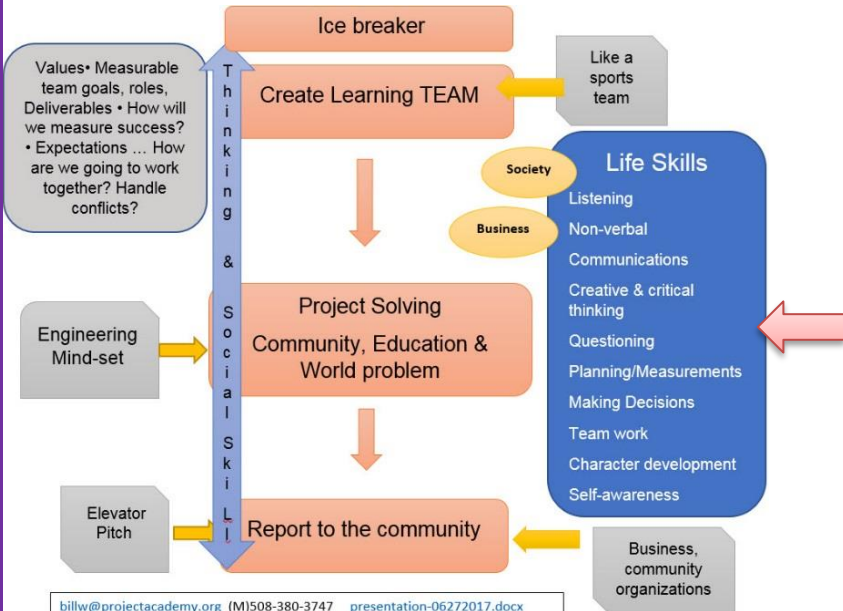 Ice breaker
Values• Measurable
team goals, roles,
Deliverables • How will
we measure success?
• Expectations ... How
are we going to work
together? Handle
conflicts?
Thinking & Social SkiLl
Create Learning TEAM
Like a
sports
team
Society
Business
Life Skills
Listening
Non-verbal
Communications
Creative & critical
thinking
Questioning
Planning/Measurements
Making Decisions
Team work
Character development
Self-awareness
Engineering
Mind-set
Project Solving
Community, Education &
World problem
Elevator
Pitch
Report to the community
Business,
community
organizations
billw@projectacademy.org (M)508-380-3747 presentation-06272017.docx